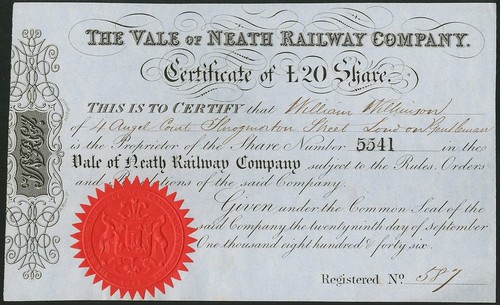 THE VALE OF NEATH RAILWAY COMPANY.
Certificate of £20 Share.
THIS IS TO CERTIFY that William Wilkinson
of 4 Angel Court Throgmorton Street London Gentleman
is the Proprietor of the Share Number 5541 in the
Vale of Neath Railway Company subject to the Rules. Orders
and of the said Company.
Given under the Common Seal of the
said Company, the twenty ninth day of september
One thousand eight hundred & forty six.
Registered No. 587